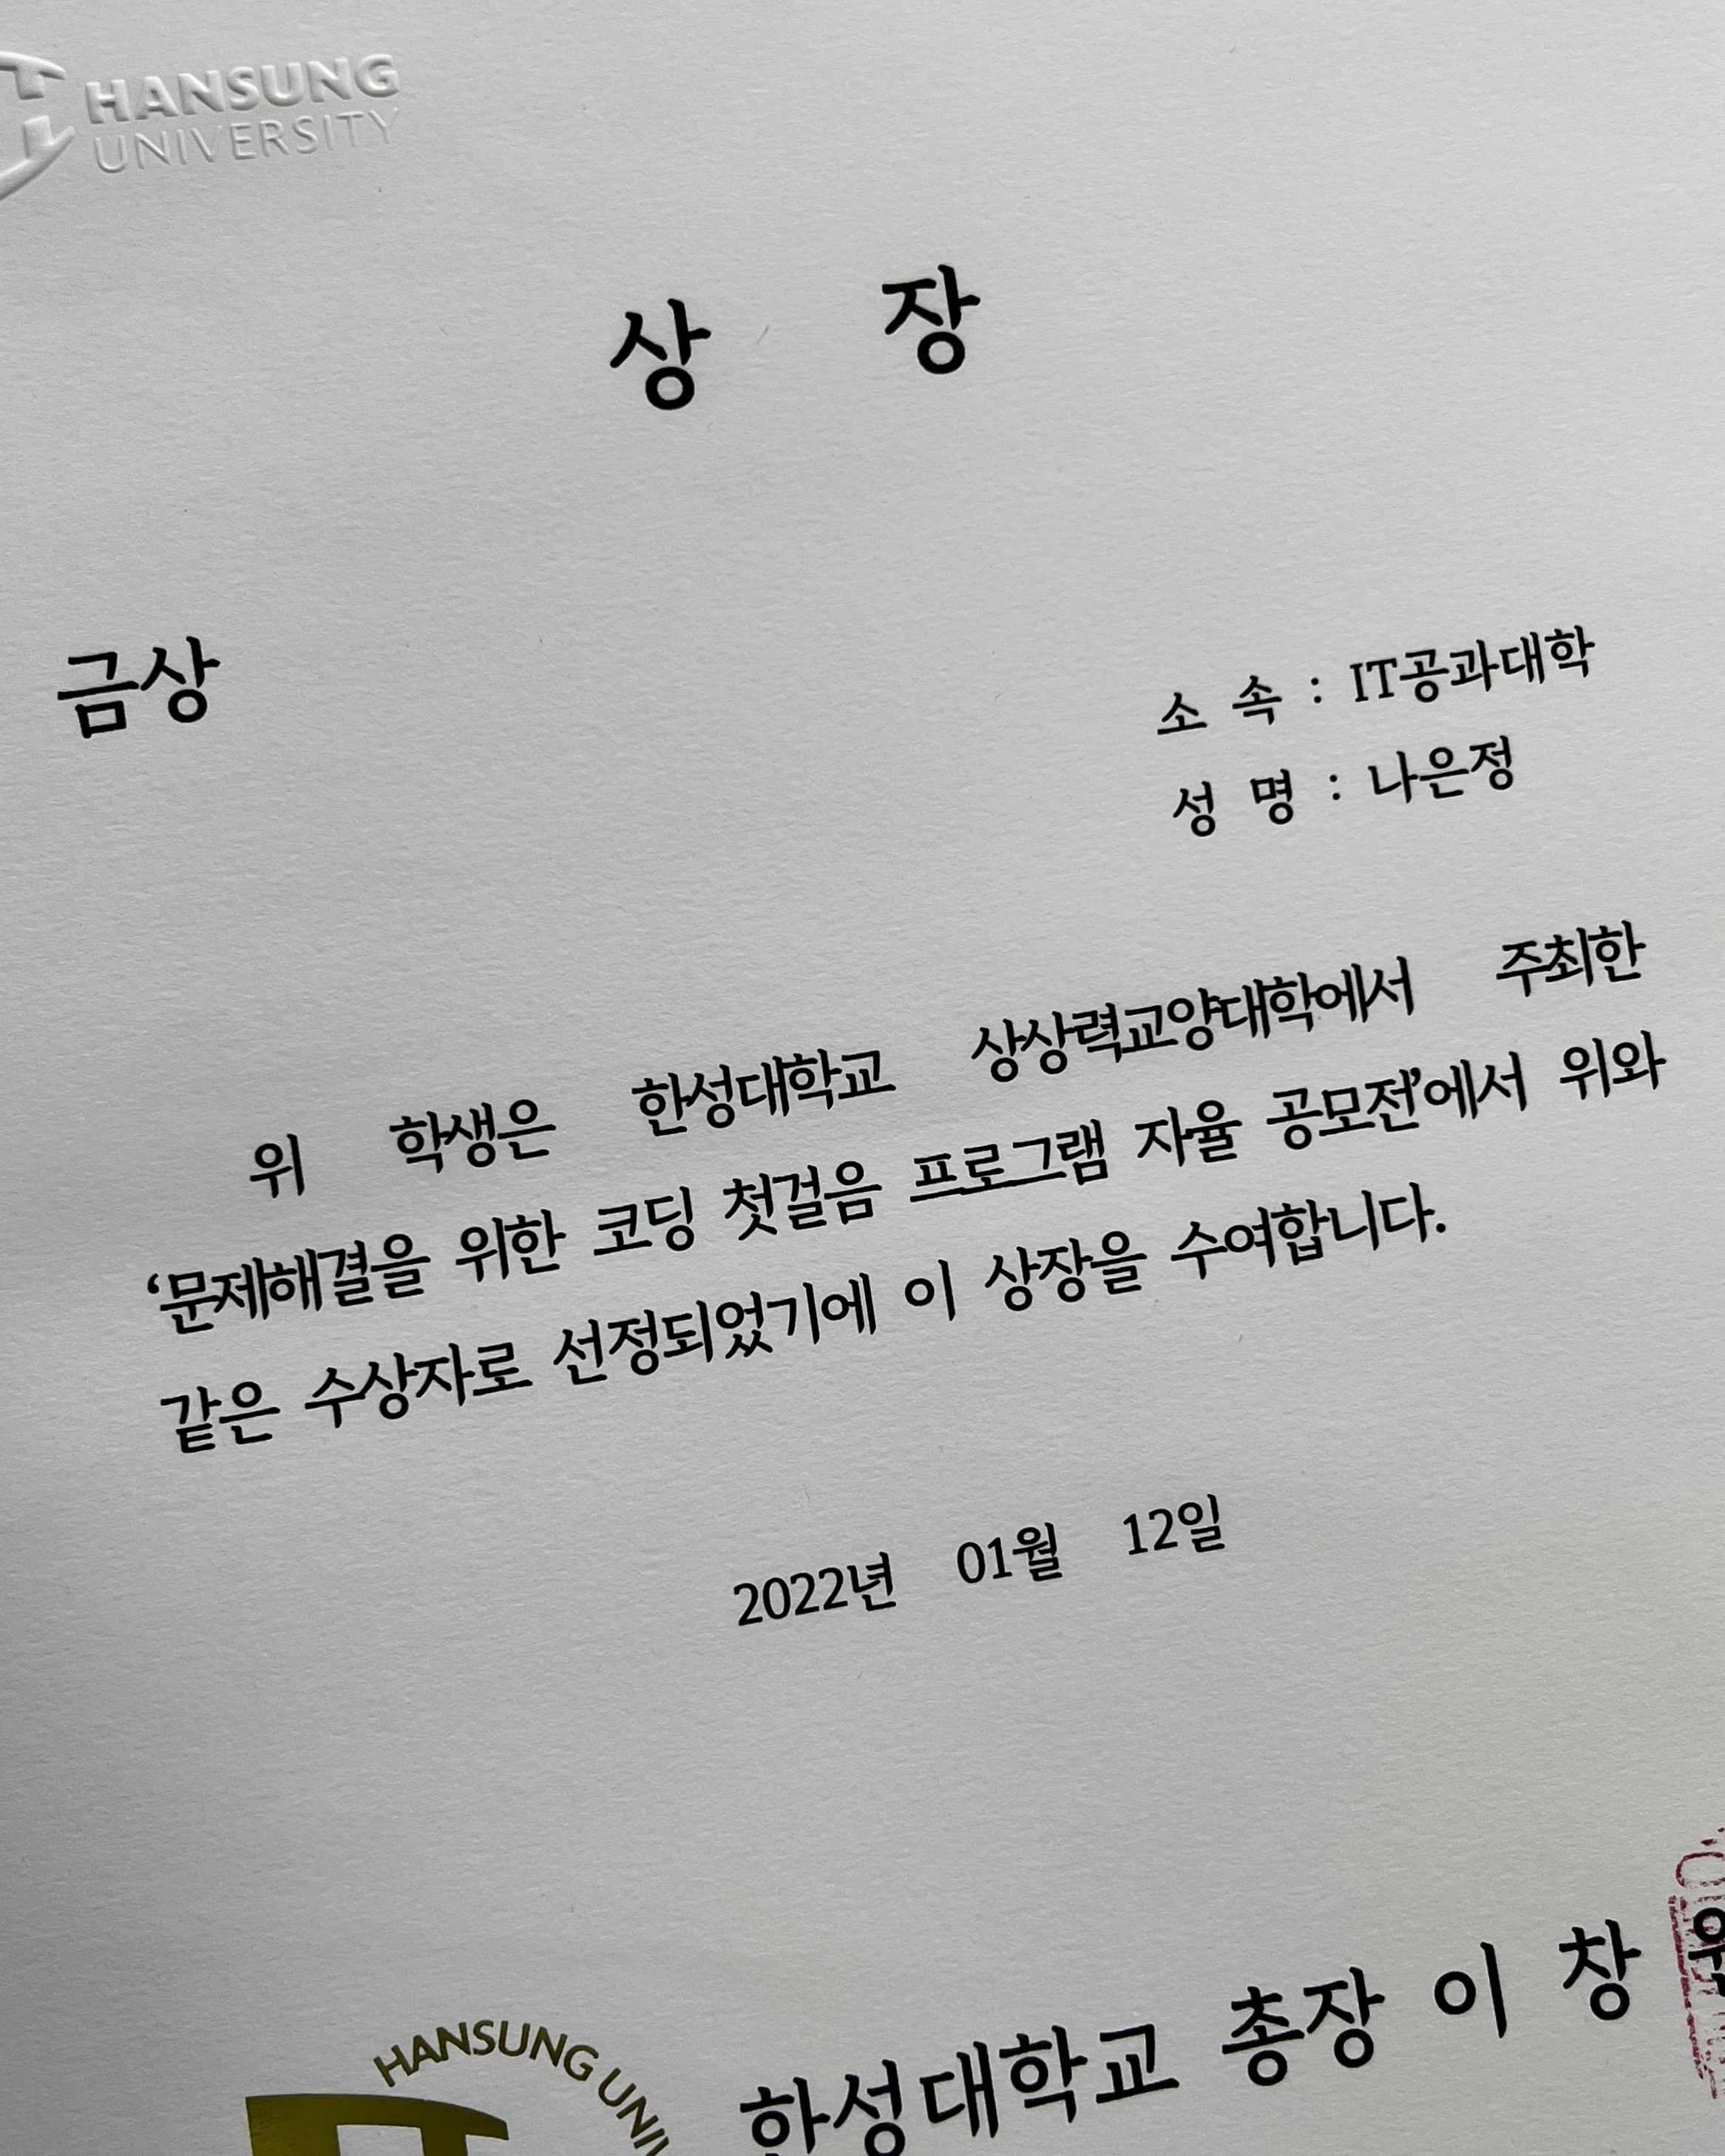 HANSUNG
UNIVERSITY
상 장
금상
소 속 : IT공과대학
성 명 : 나은정
위 학생은 한성대학교 상상력교양대학에서 주최한
‘문제해결을 위한 코딩 첫걸음 프로그램 자율 공모전’에서 위와
같은 수상자로 선정되었기에 이 상장을 수여합니다.
2022년 01월 12일
한성대학교 총장 이 창
HANSUNG